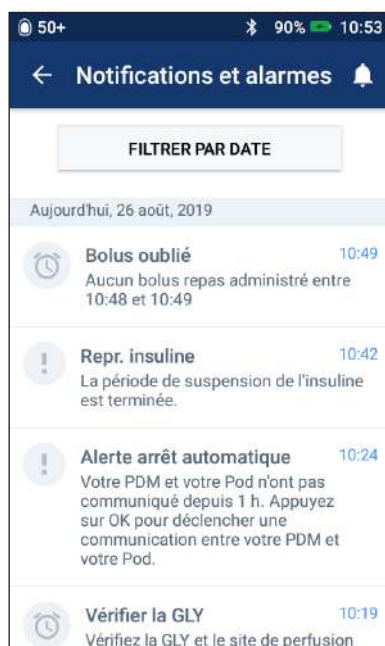 50+ 90% 10:53
Notifications et alarmes
FILTRER PAR DATE
Aujourd'hui, 26 août, 2019
Bolus oublié 10:49
Aucun bolus repas administré entre
10:48 et 10:49
Repr. insuline 10:42
La période de suspension de l'insuline
est terminée.
Alerte arrêt automatique 10:24
Votre PDM et votre Pod n'ont pas
communiqué depuis 1 h. Appuyez
sur OK pour déclencher une
communication entre votre PDM et
votre Pod.
Vérifier la GLY 10:19
Vérifiez la GLY et le site de perfusion